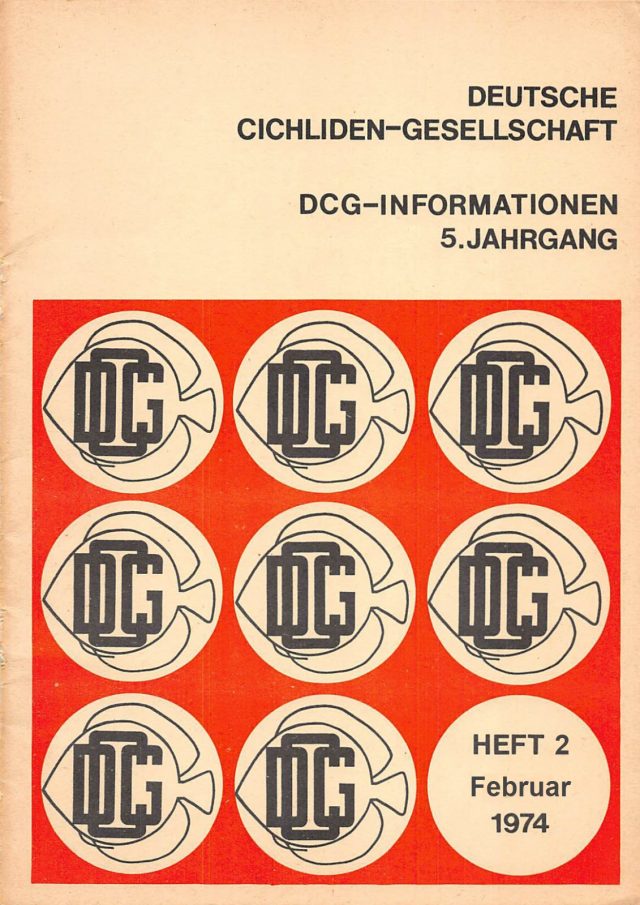 DEUTSCHE
CICHLIDEN-GESELLSCHAFT
DCG-INFORMATIONEN
5. JAHRGANG
HEFT 2
Februar
1974